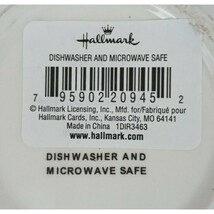 Hallmark
DISHWASHER AND MICROWAVE SAFE
7 95902 20945 2
© Hallmark Licensing, Inc., Mfd. for/Fabriqué pour
Hallmark Cards, Inc., Kansas City, MO 64141
Made in China 1DIR3463
www.hallmark.com
DISHWASHER AND
MICROWAVE SAFE